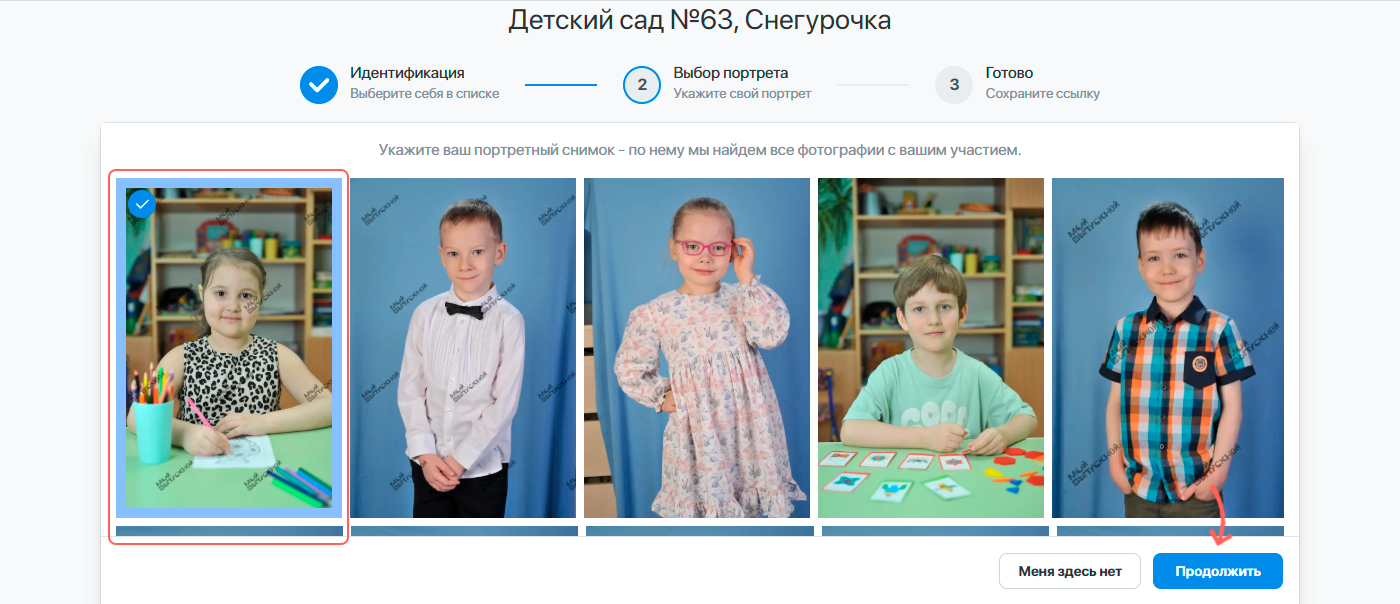 Детский сад №63, Снегурочка
Идентификация
Выберите себя в списке
2
Выбор портрета
Укажите свой портрет
3
Готово
Сохраните ссылку
Укажите ваш портретный снимок - по нему мы найдем все фотографии с вашим участием.
МЫЙ ВЫПУСКНОЙ
Меня здесь нет
Продолжить